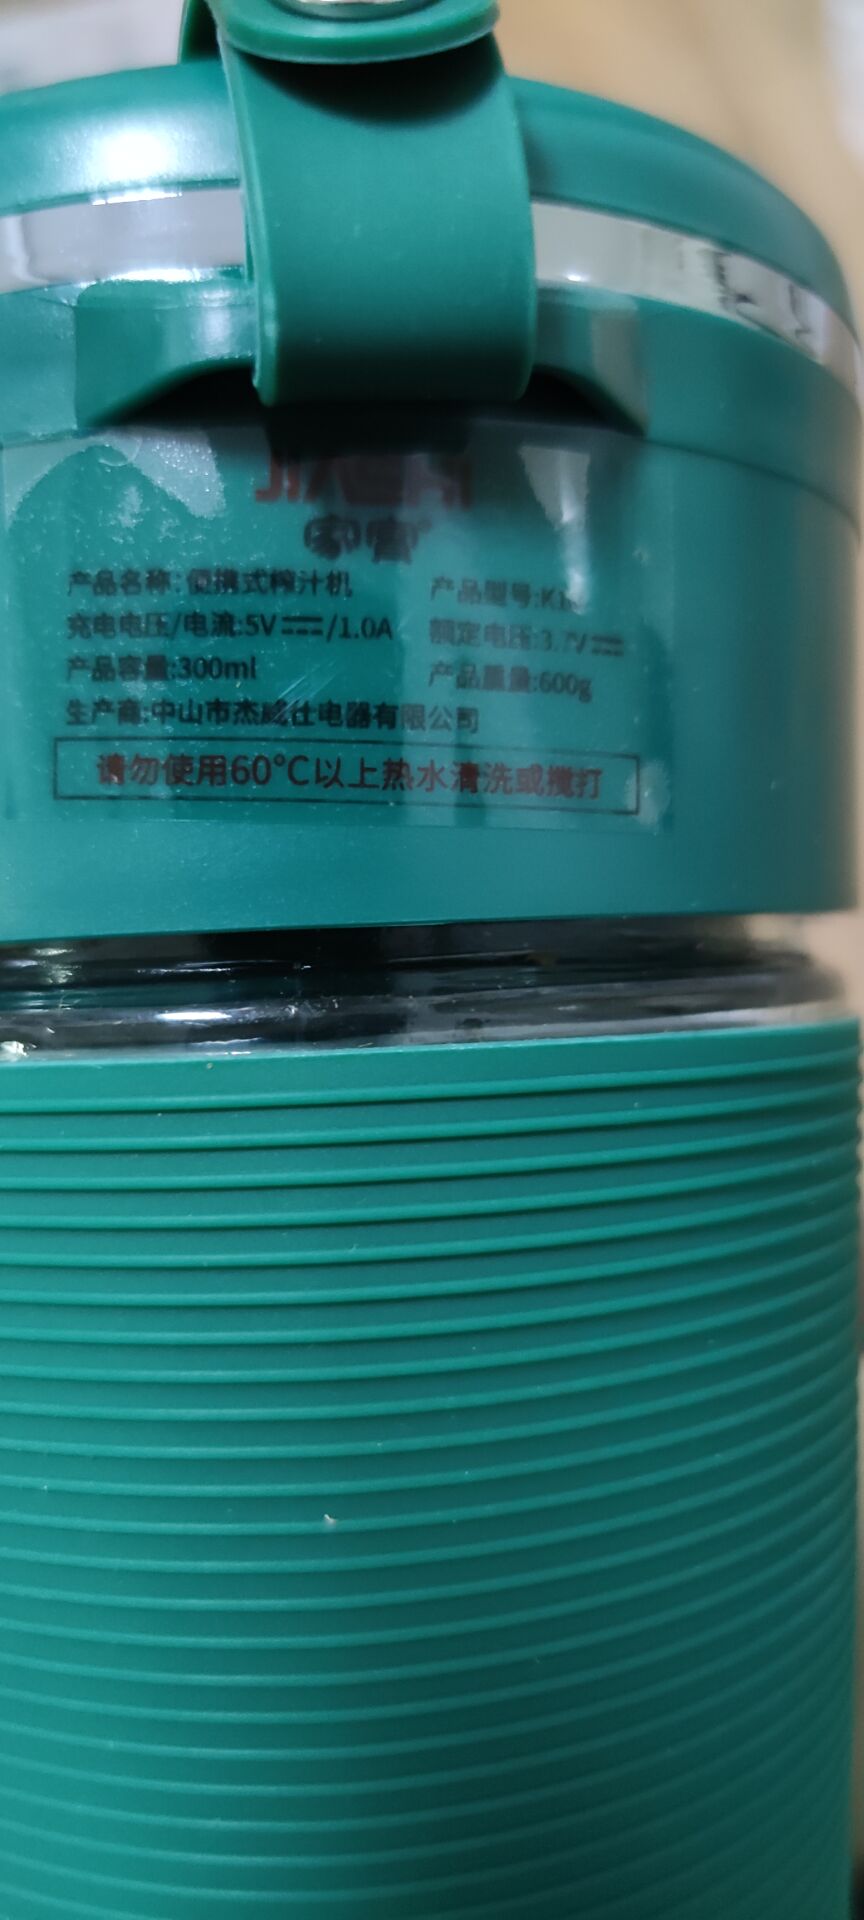 家客
产品名称:便携式榨汁机 产品型号:
充电电压/电流:5V⎓/1.0A 额定电压:3.7V⎓
产品容量:300ml 产品重量:600g
生产商:中山市杰威仕电器有限公司
请勿使用60°C以上热水清洗或搅打